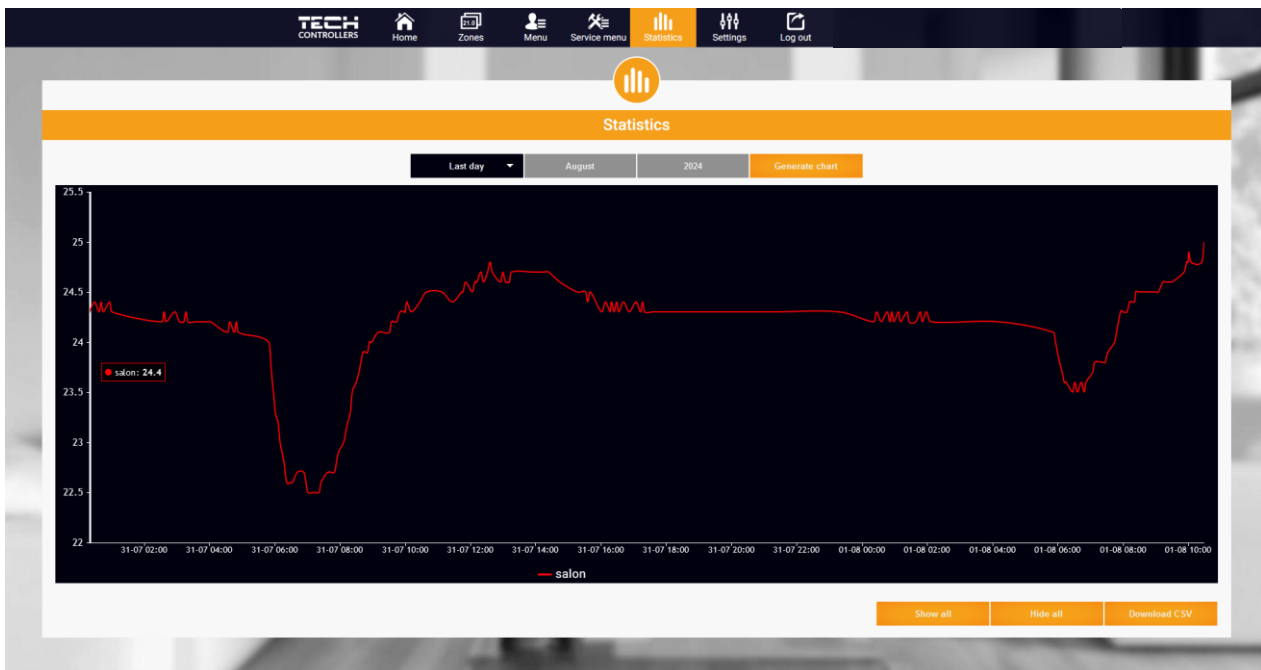 TECH
CONTROLLERS
Home
21.0
Zones
Menu
Service menu
Statistics
Settings
Log out
Statistics
Last day
August
2024
Generate chart
25.5
25
24.5
24
23.5
23
22.5
22
salon: 24.4
31-07 02:00 31-07 04:00 31-07 06:00 31-07 08:00 31-07 10:00 31-07 12:00 31-07 14:00 31-07 16:00 31-07 18:00 31-07 20:00 31-07 22:00 01-08 00:00 01-08 02:00 01-08 04:00 01-08 06:00 01-08 08:00 01-08 10:00
salon
Show all
Hide all
Download CSV